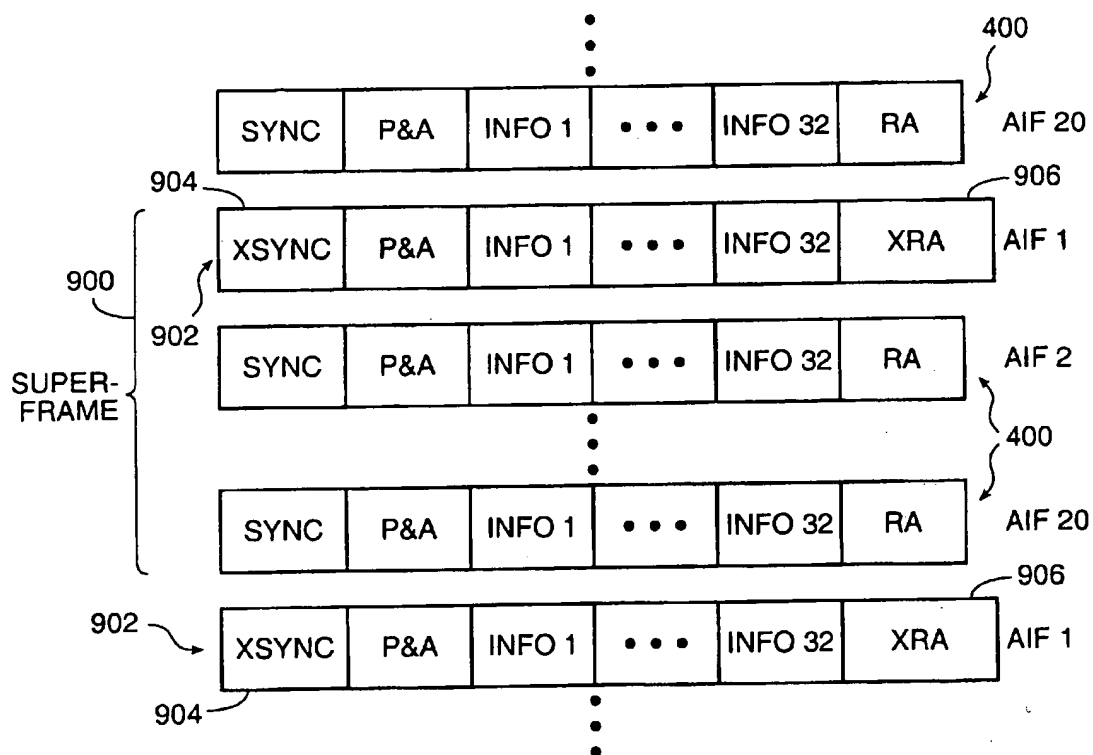 400
SYNC P&A INFO 1 • • • INFO 32 RA AIF 20
904 906
XSYNC P&A INFO 1 • • • INFO 32 XRA AIF 1
900
902
SYNC P&A INFO 1 • • • INFO 32 RA AIF 2
SUPER-
FRAME
400
SYNC P&A INFO 1 • • • INFO 32 RA AIF 20
906
902
XSYNC P&A INFO 1 • • • INFO 32 XRA AIF 1
904